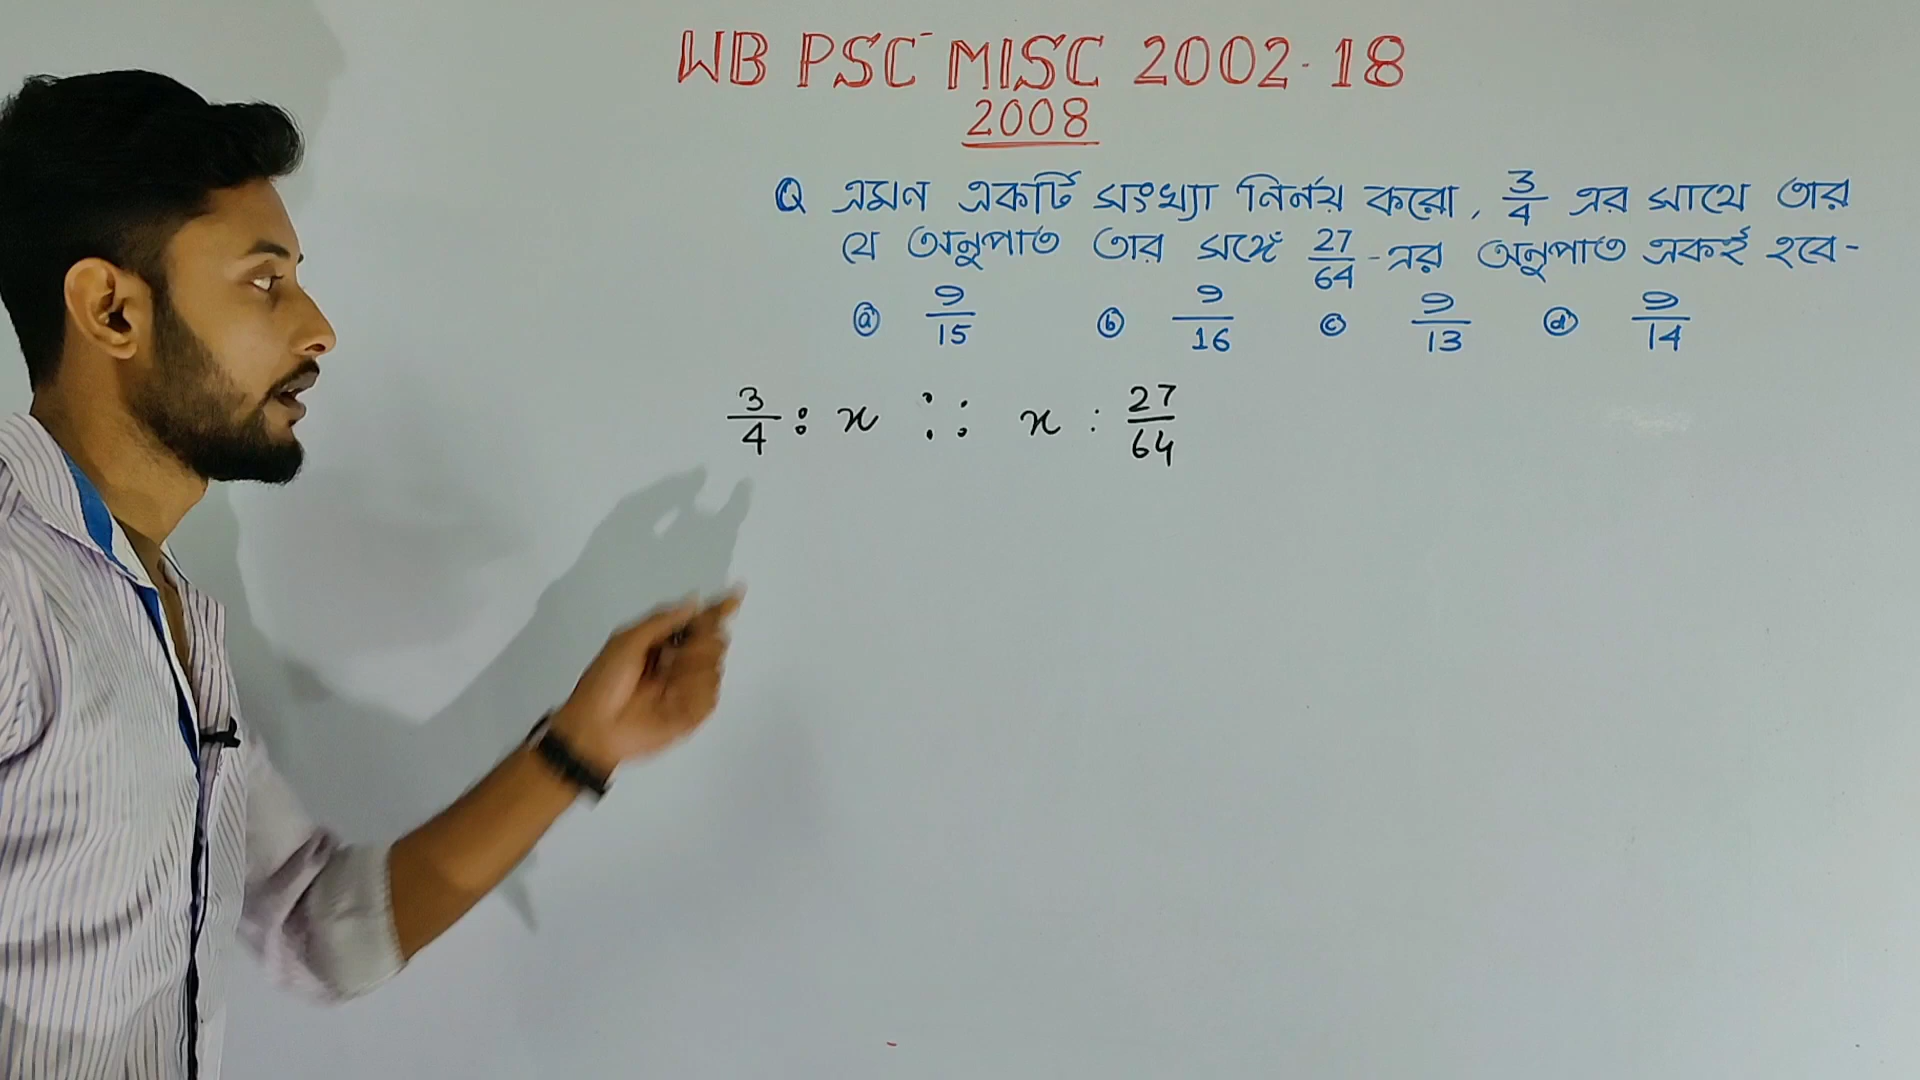 WB PSC MISC 2002-18
2008
Q এমন একটি সংখ্যা নির্নয় করো, 3/4 এর সাথে তার
যে অনুপাত তার সঙ্গে 27/64 -এর অনুপাত একই হবে-
ⓐ 9/15 ⓑ 9/16 ⓒ 9/13 ⓓ 9/14
3/4 : x :: x : 27/64